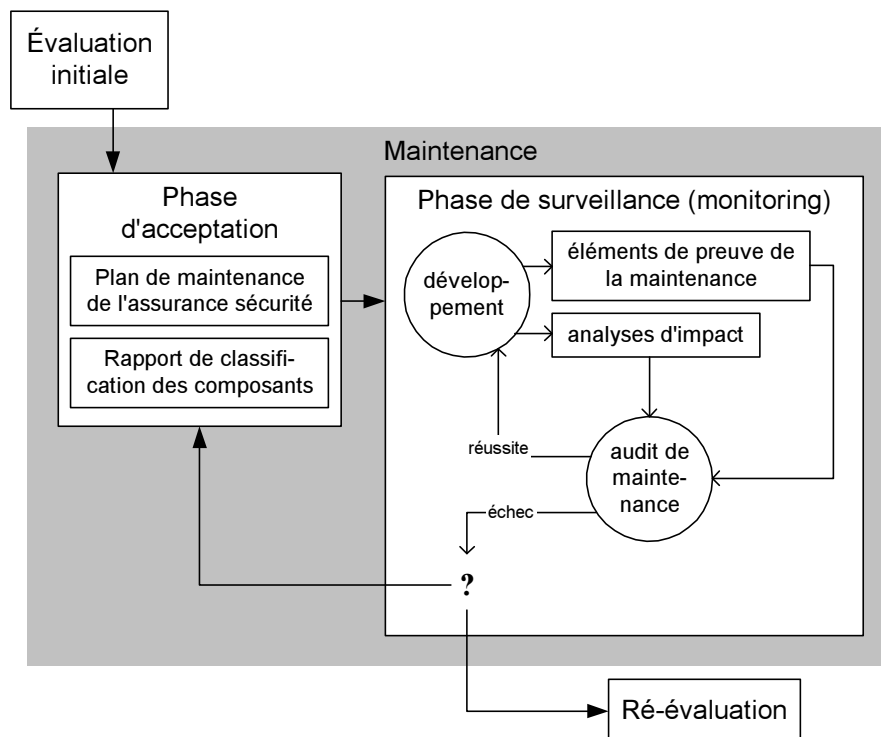 Évaluation
initiale
Maintenance
Phase
d'acceptation
Plan de maintenance
de l'assurance sécurité
Rapport de classifi-
cation des composants
Phase de surveillance (monitoring)
dévelop-
pement
éléments de preuve de
la maintenance
analyses d'impact
réussite
audit de
mainte-
nance
échec
?
Ré-évaluation